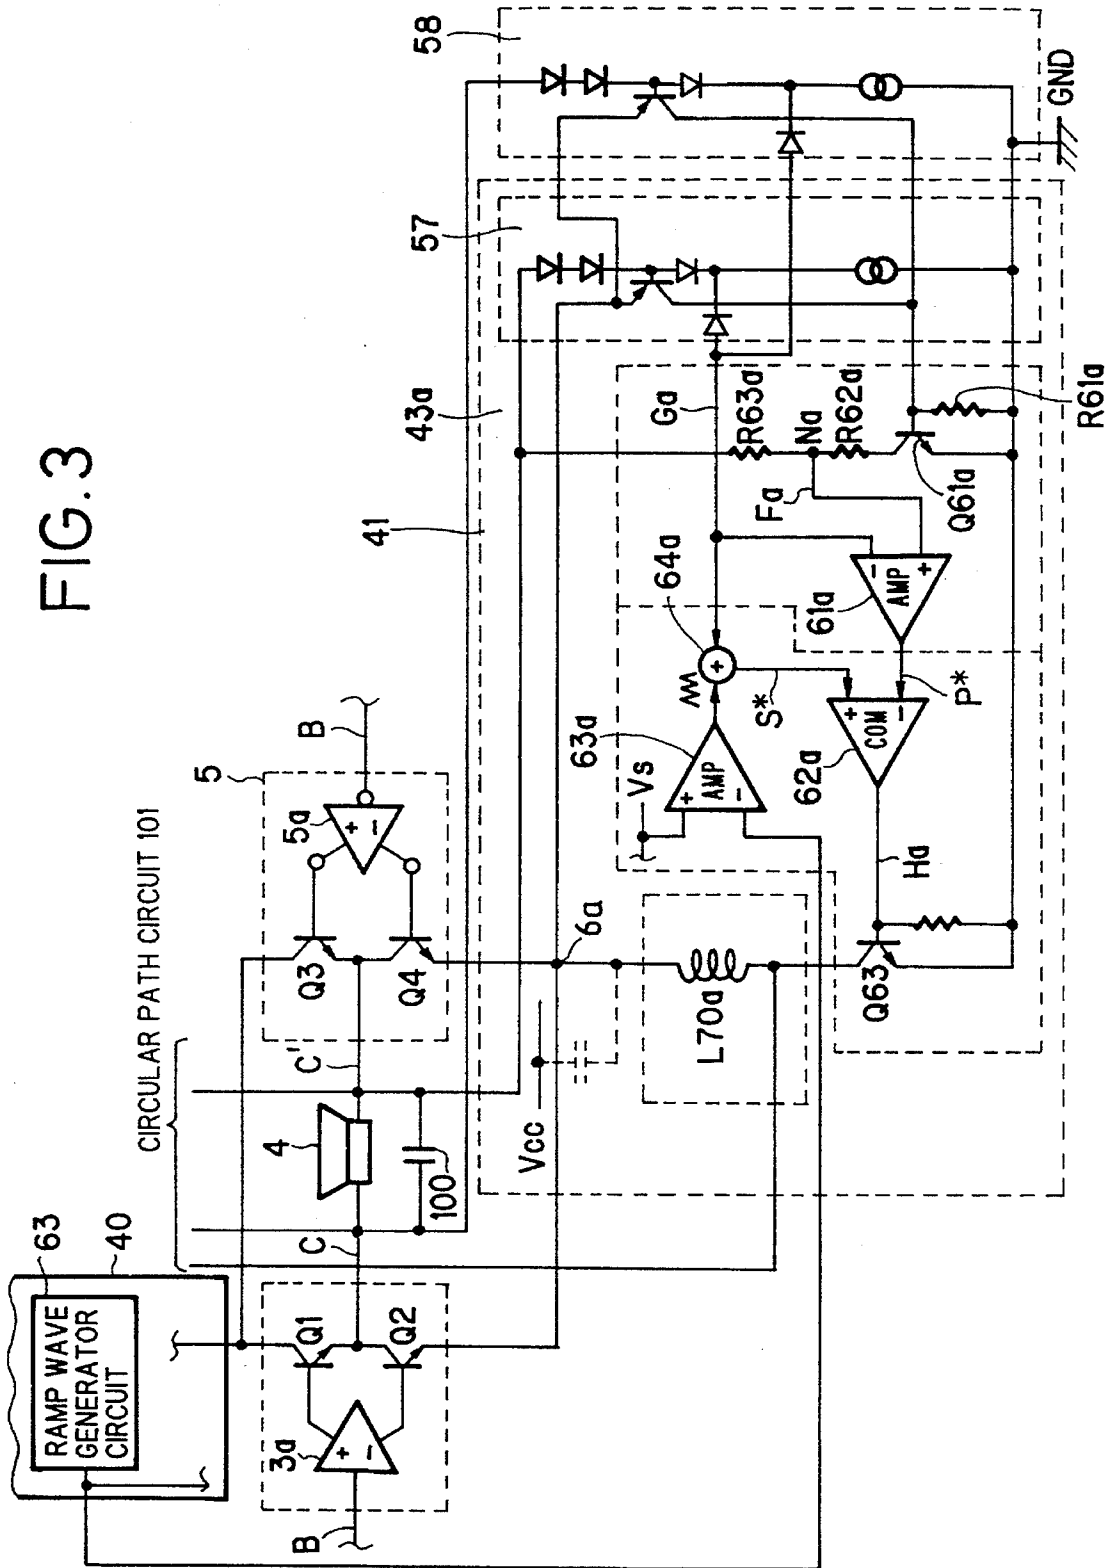 FIG.3
RAMP WAVE
GENERATOR
CIRCUIT
63
40
CIRCULAR PATH CIRCUIT 101
B
3a
+
−
Q1
Q2
C
4
100
C'
5
5a
+
−
B
Q3
Q4
41
43a
57
58
Vcc
6a
L70a
Vs
63a
AMP
+
−
64a
+
S*
Ga
R63a
Na
R62a
Fa
Q61a
R61a
61a
AMP
−
+
P*
62a
COM
+
−
Ha
Q63
GND